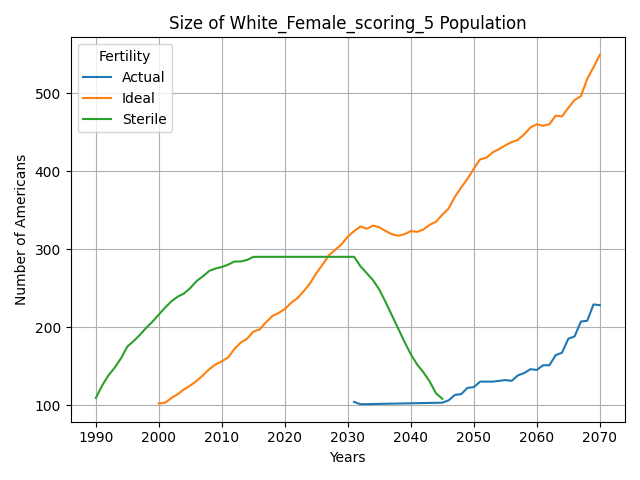 Size of White_Female_scoring_5 Population
Fertility
Actual
Ideal
Sterile
Number of Americans
500
400
300
200
100
1990 2000 2010 2020 2030 2040 2050 2060 2070
Years